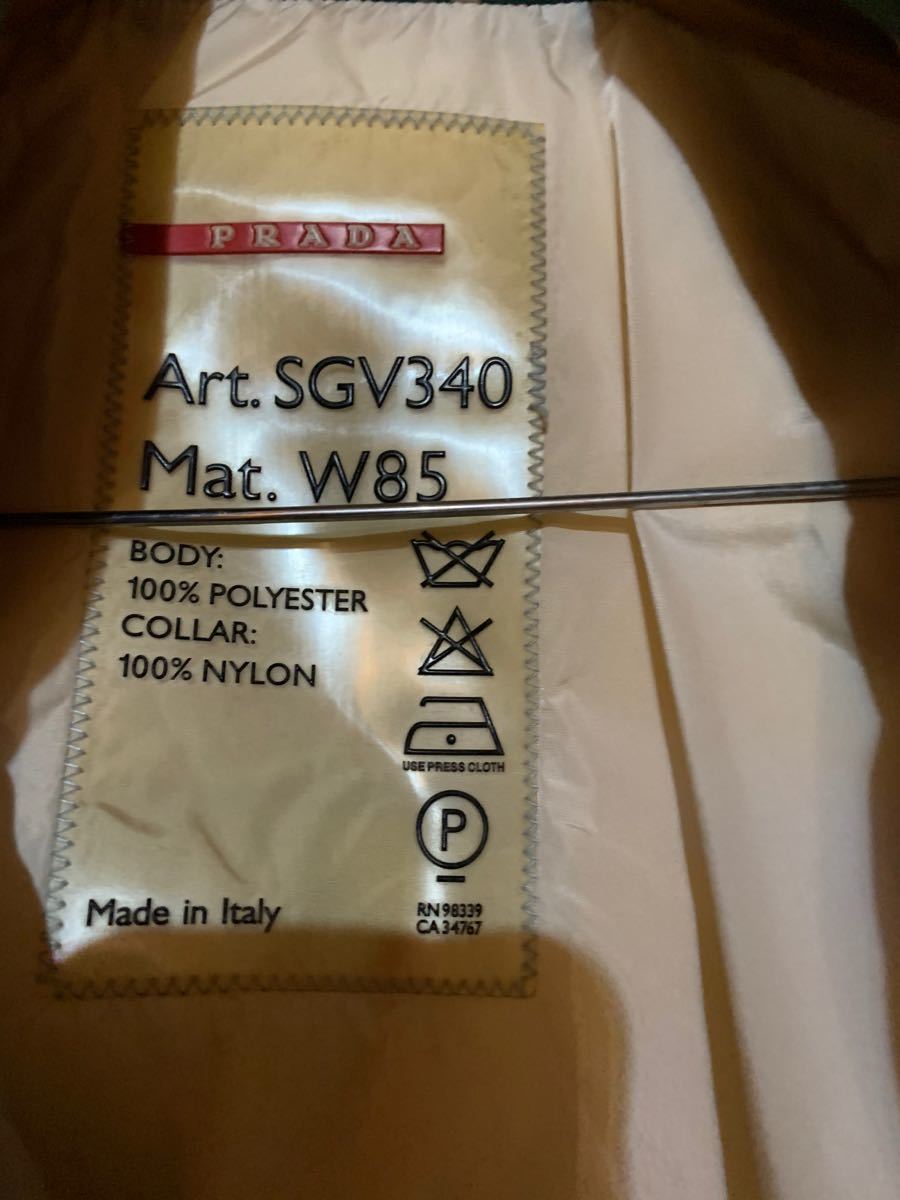 PRADA
Art. SGV340
Mat. W85
BODY:
100% POLYESTER
COLLAR:
100% NYLON
USE PRESS CLOTH
P
Made in Italy
RN 98339
CA 34767